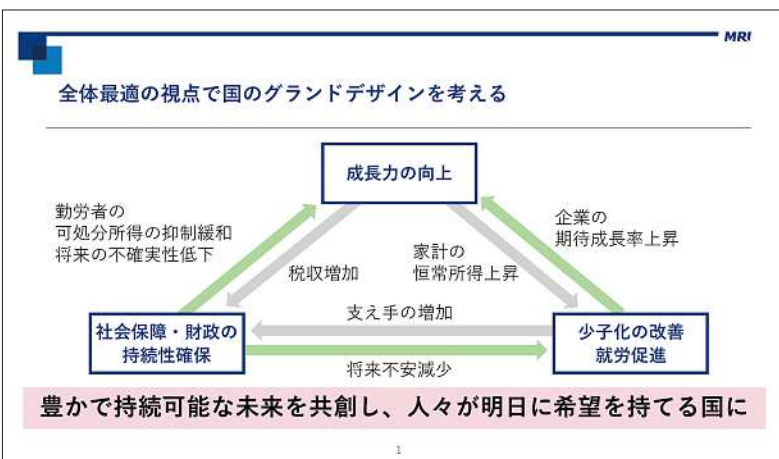 MRI
全体最適の視点で国のグランドデザインを考える
成長力の向上
勤労者の
可処分所得の抑制緩和
将来の不確実性低下
税収増加
家計の
恒常所得上昇
企業の
期待成長率上昇
支え手の増加
社会保障・財政の
持続性確保
少子化の改善
就労促進
将来不安減少
豊かで持続可能な未来を共創し、人々が明日に希望を持てる国に
1